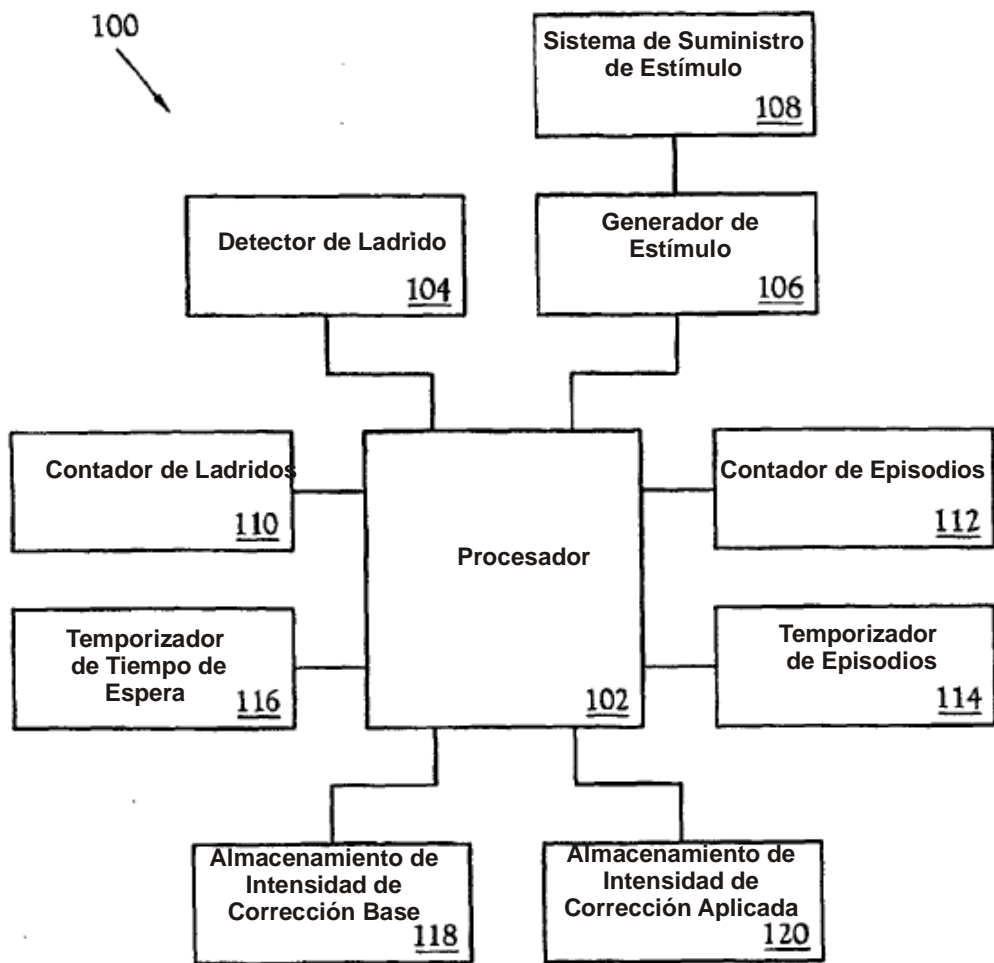 100
Sistema de Suministro
de Estímulo
108
Detector de Ladrido
104
Generador de
Estímulo
106
Contador de Ladridos
110
Contador de Episodios
112
Procesador
102
Temporizador
de Tiempo de
Espera
116
Temporizador
de Episodios
114
Almacenamiento de
Intensidad de
Corrección Base
118
Almacenamiento de
Intensidad de
Corrección Aplicada
120